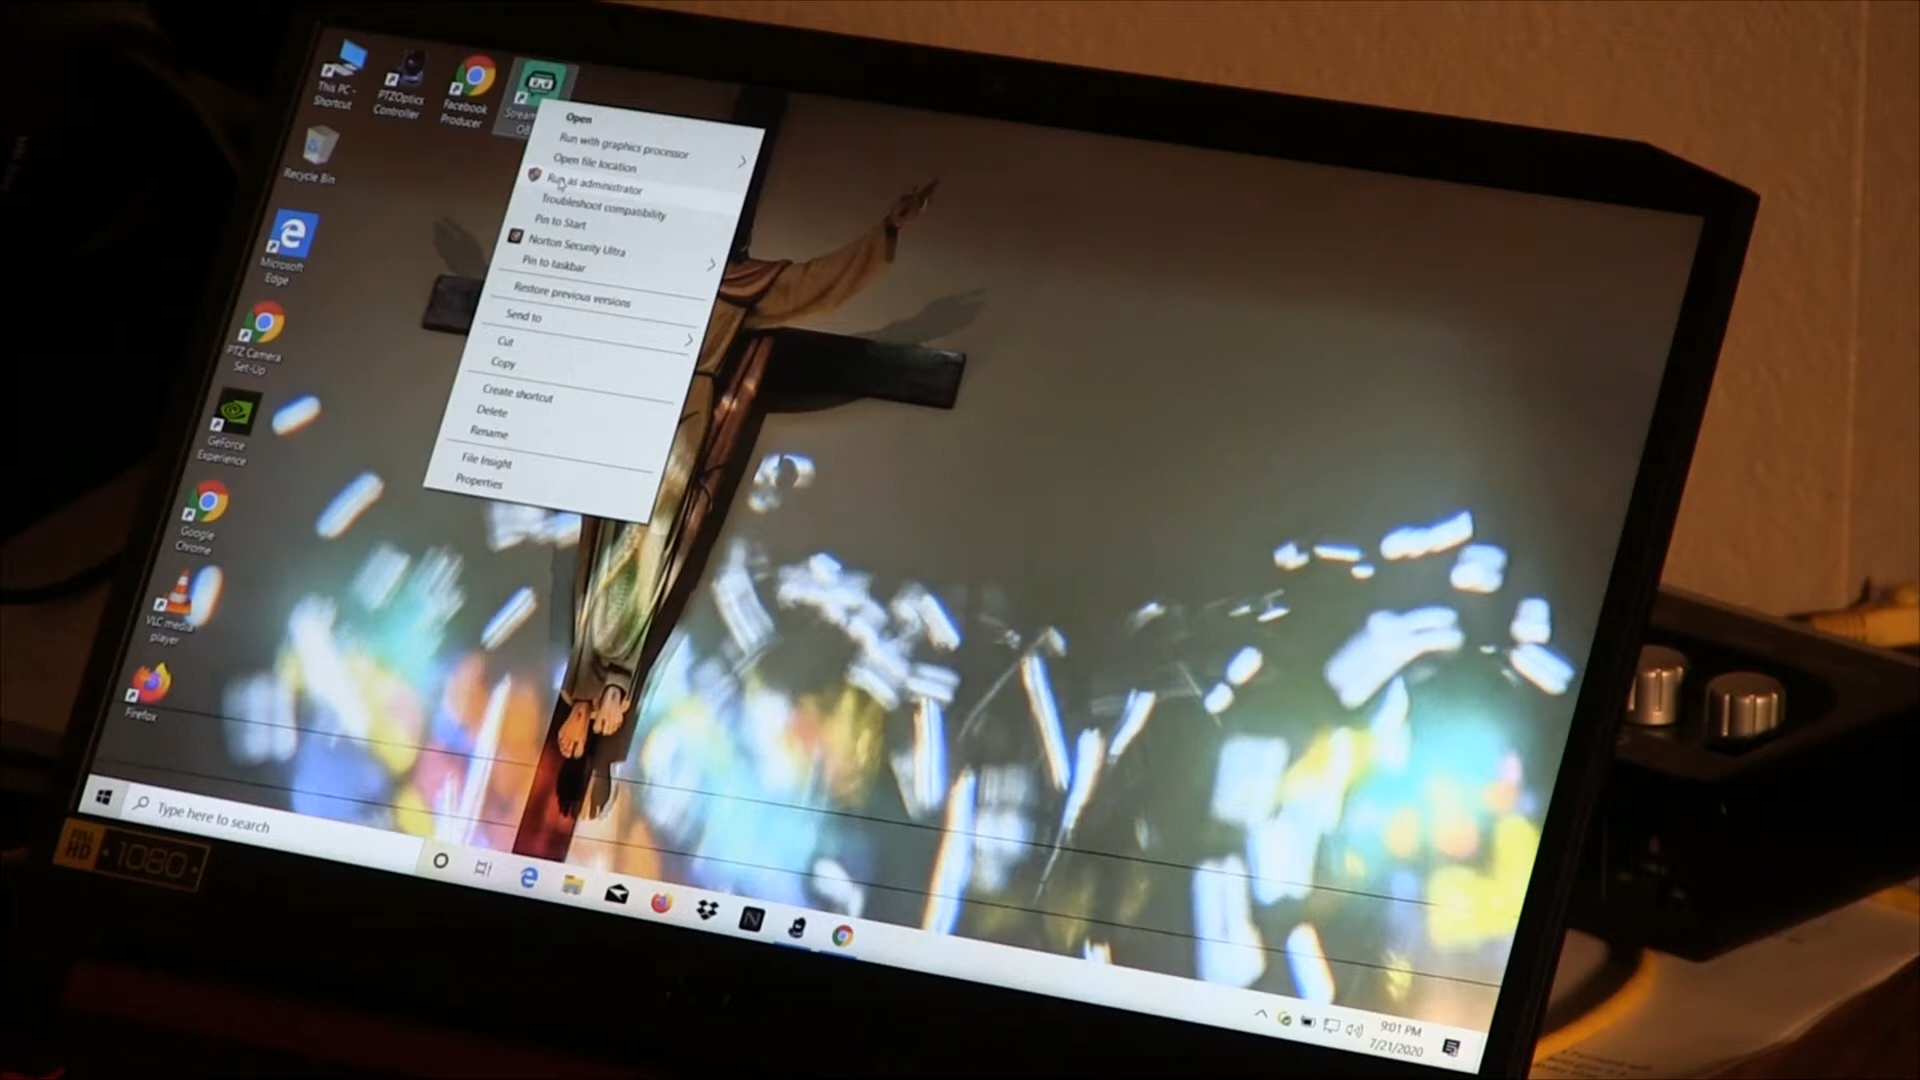 This PC -
Shortcut
PTZOptics
Controller
Facebook
Producer
Stream
OB
Recycle Bin
Microsoft
Edge
PTZ Camera
Set-Up
GeForce
Experience
Google
Chrome
VLC media
player
Firefox
Open
Run with graphics processor
Open file location
Run as administrator
Troubleshoot compatibility
Pin to Start
Norton Security Ultra
Pin to taskbar
Restore previous versions
Send to
Cut
Copy
Create shortcut
Delete
Rename
File Insight
Properties
Type here to search
9:01 PM
7/21/2020
FULL
HD
1080